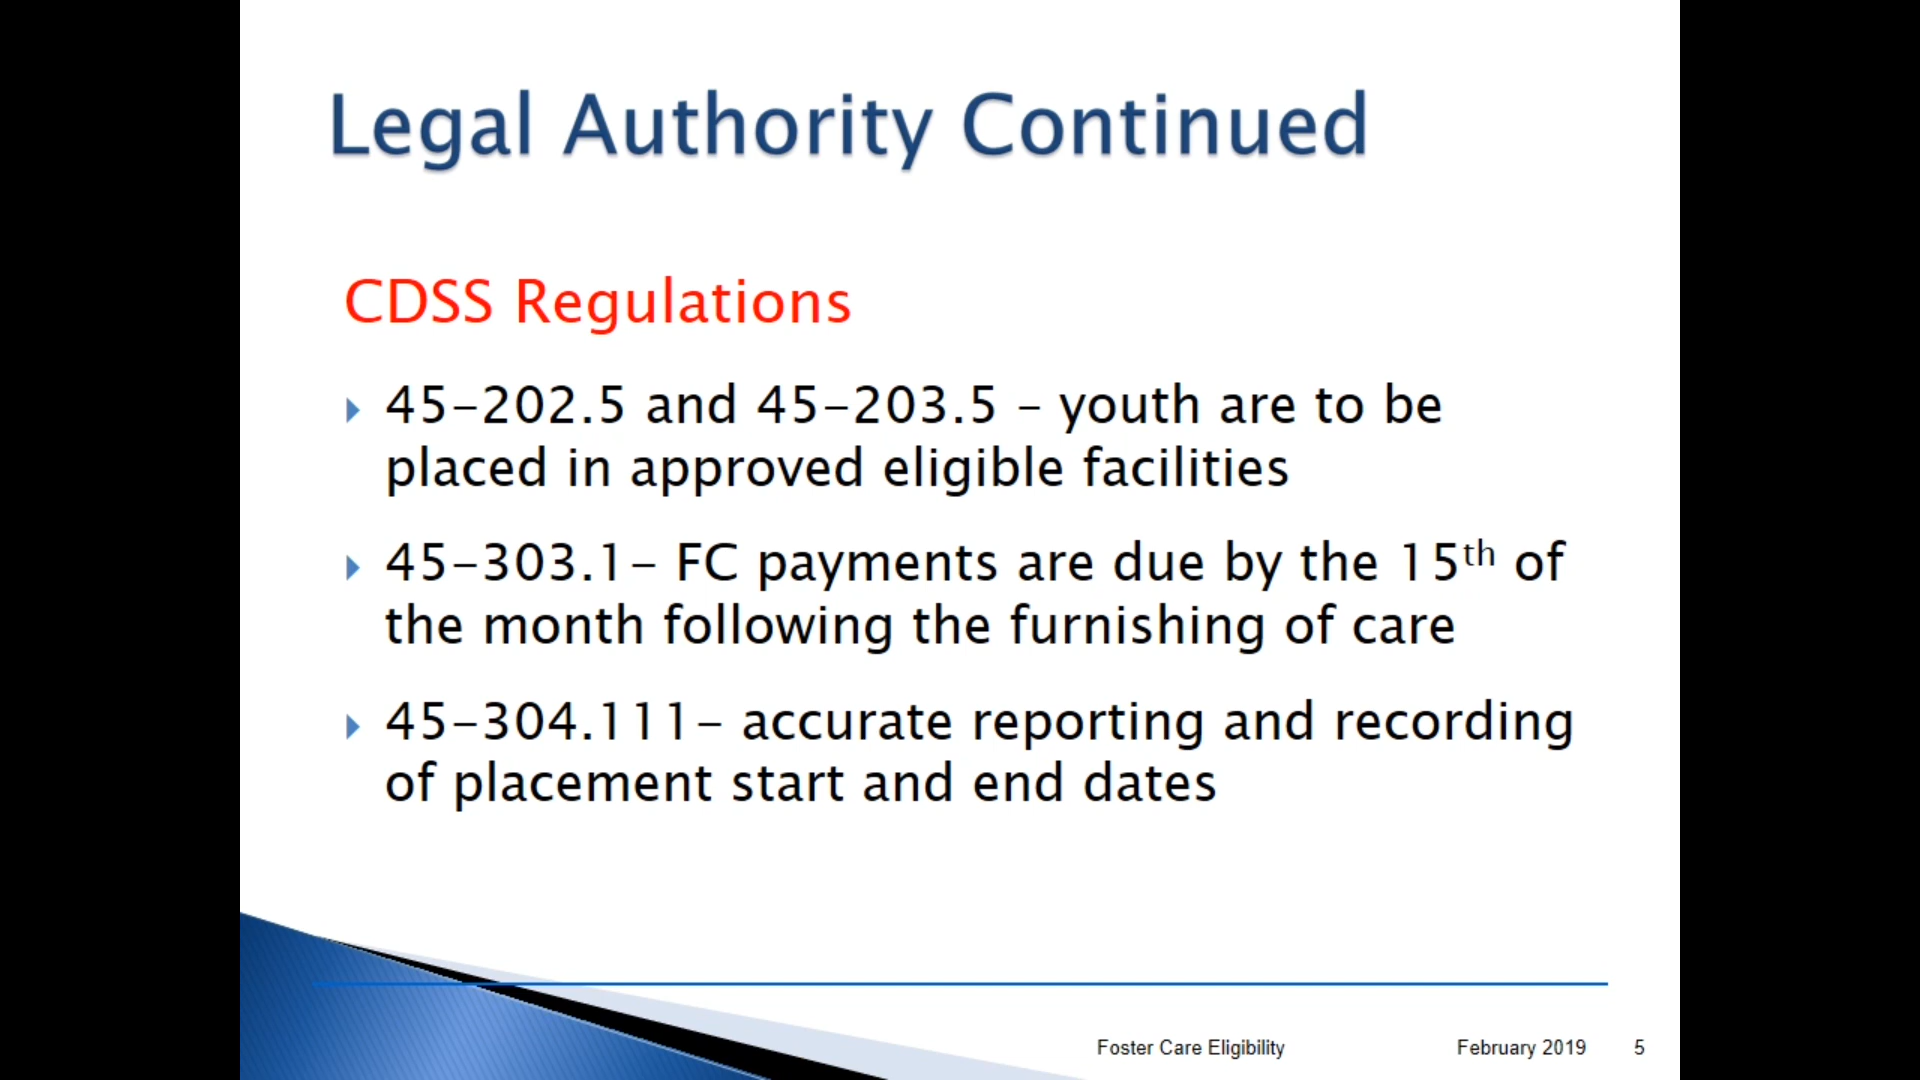 Legal Authority Continued
CDSS Regulations
45-202.5 and 45-203.5 - youth are to be
placed in approved eligible facilities
45-303.1- FC payments are due by the 15th of
the month following the furnishing of care
45-304.111- accurate reporting and recording
of placement start and end dates
Foster Care Eligibility February 2019 5